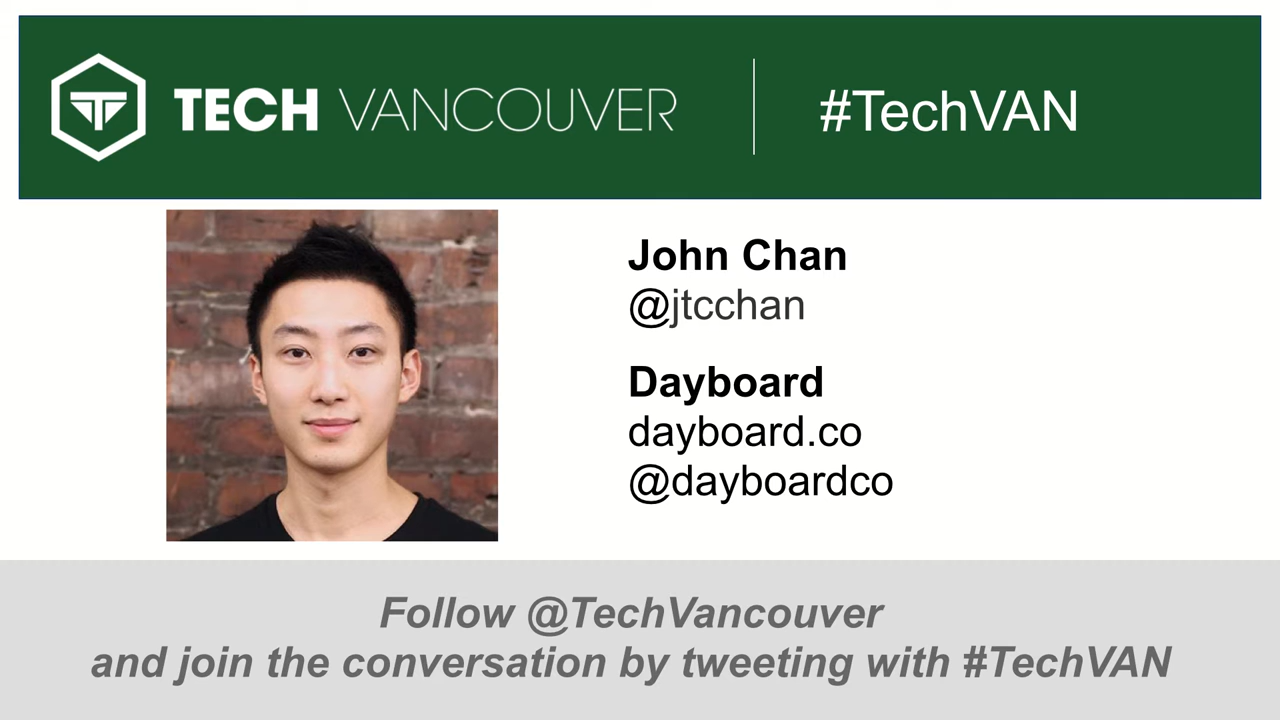 TECH VANCOUVER
#TechVAN
John Chan
@jtcchan
Dayboard
dayboard.co
@dayboardco
Follow @TechVancouver
and join the conversation by tweeting with #TechVAN